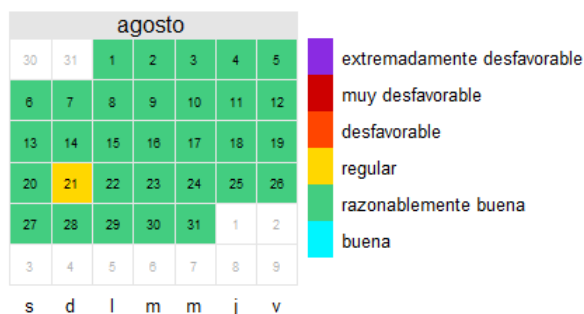 agosto
30 31 1 2 3 4 5
6 7 8 9 10 11 12
13 14 15 16 17 18 19
20 21 22 23 24 25 26
27 28 29 30 31 1 2
3 4 5 6 7 8 9
s d l m m j v
extremadamente desfavorable
muy desfavorable
desfavorable
regular
razonablemente buena
buena